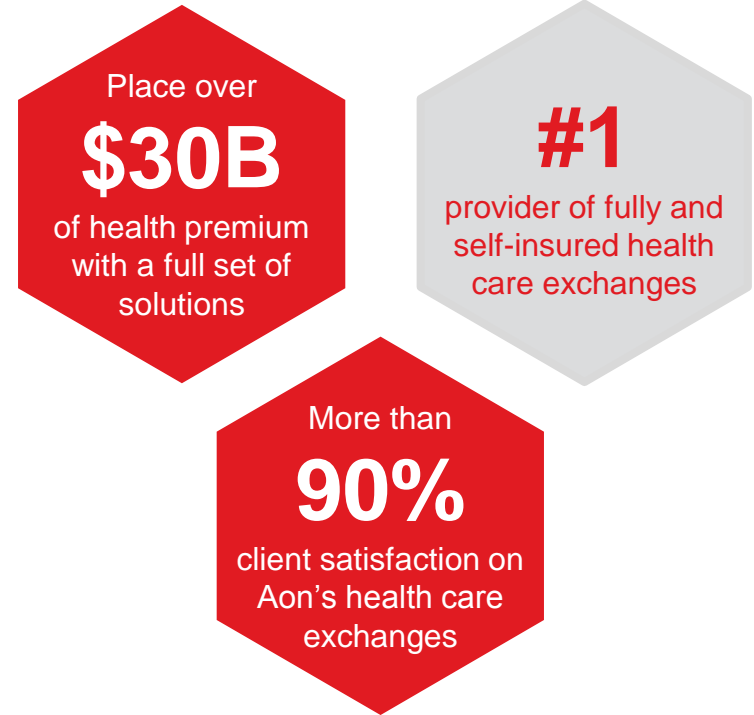 Place over
$30B
of health premium
with a full set of
solutions
#1
provider of fully and
self-insured health
care exchanges
More than
90%
client satisfaction on
Aon’s health care
exchanges